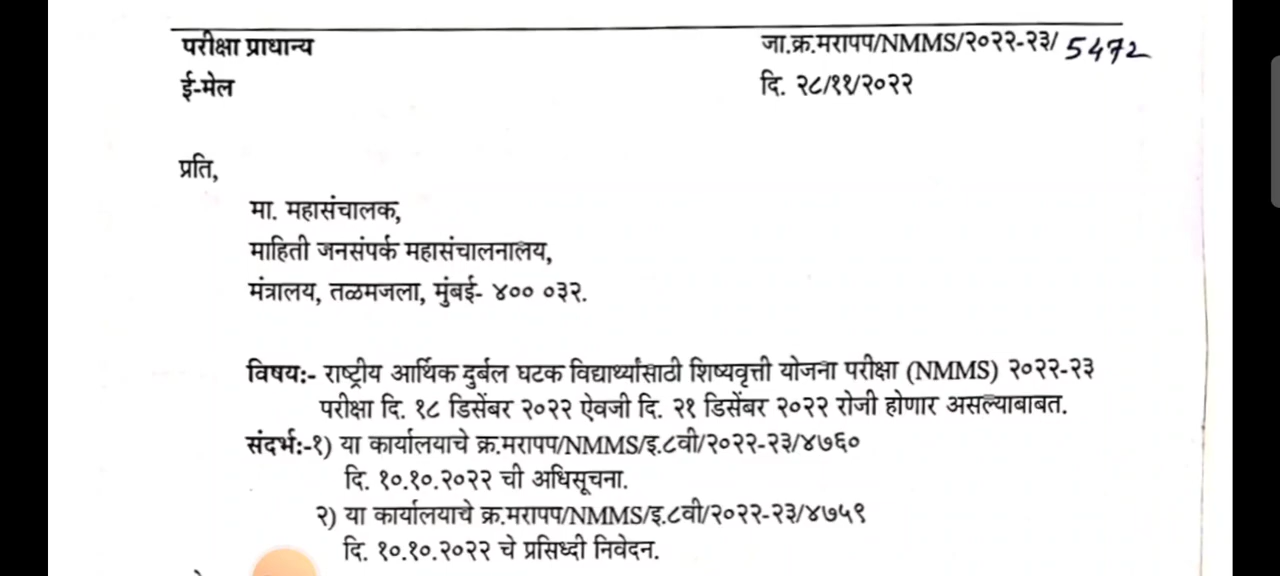 परीक्षा प्राधान्य जा.क्र.मरापप/NMMS/२०२२-२३/ 5472
ई-मेल दि. २८/११/२०२२
प्रति,
मा. महासंचालक,
माहिती जनसंपर्क महासंचालनालय,
मंत्रालय, तळमजला, मुंबई- ४०० ०३२.
विषय:- राष्ट्रीय आर्थिक दुर्बल घटक विद्यार्थ्यांसाठी शिष्यवृत्ती योजना परीक्षा (NMMS) २०२२-२३
परीक्षा दि. १८ डिसेंबर २०२२ ऐवजी दि. २१ डिसेंबर २०२२ रोजी होणार असल्याबाबत.
संदर्भ:-१) या कार्यालयाचे क्र.मरापप/NMMS/इ.८वी/२०२२-२३/४७६०
दि. १०.१०.२०२२ ची अधिसूचना.
२) या कार्यालयाचे क्र.मरापप/NMMS/इ.८वी/२०२२-२३/४७५९
दि. १०.१०.२०२२ चे प्रसिध्दी निवेदन.